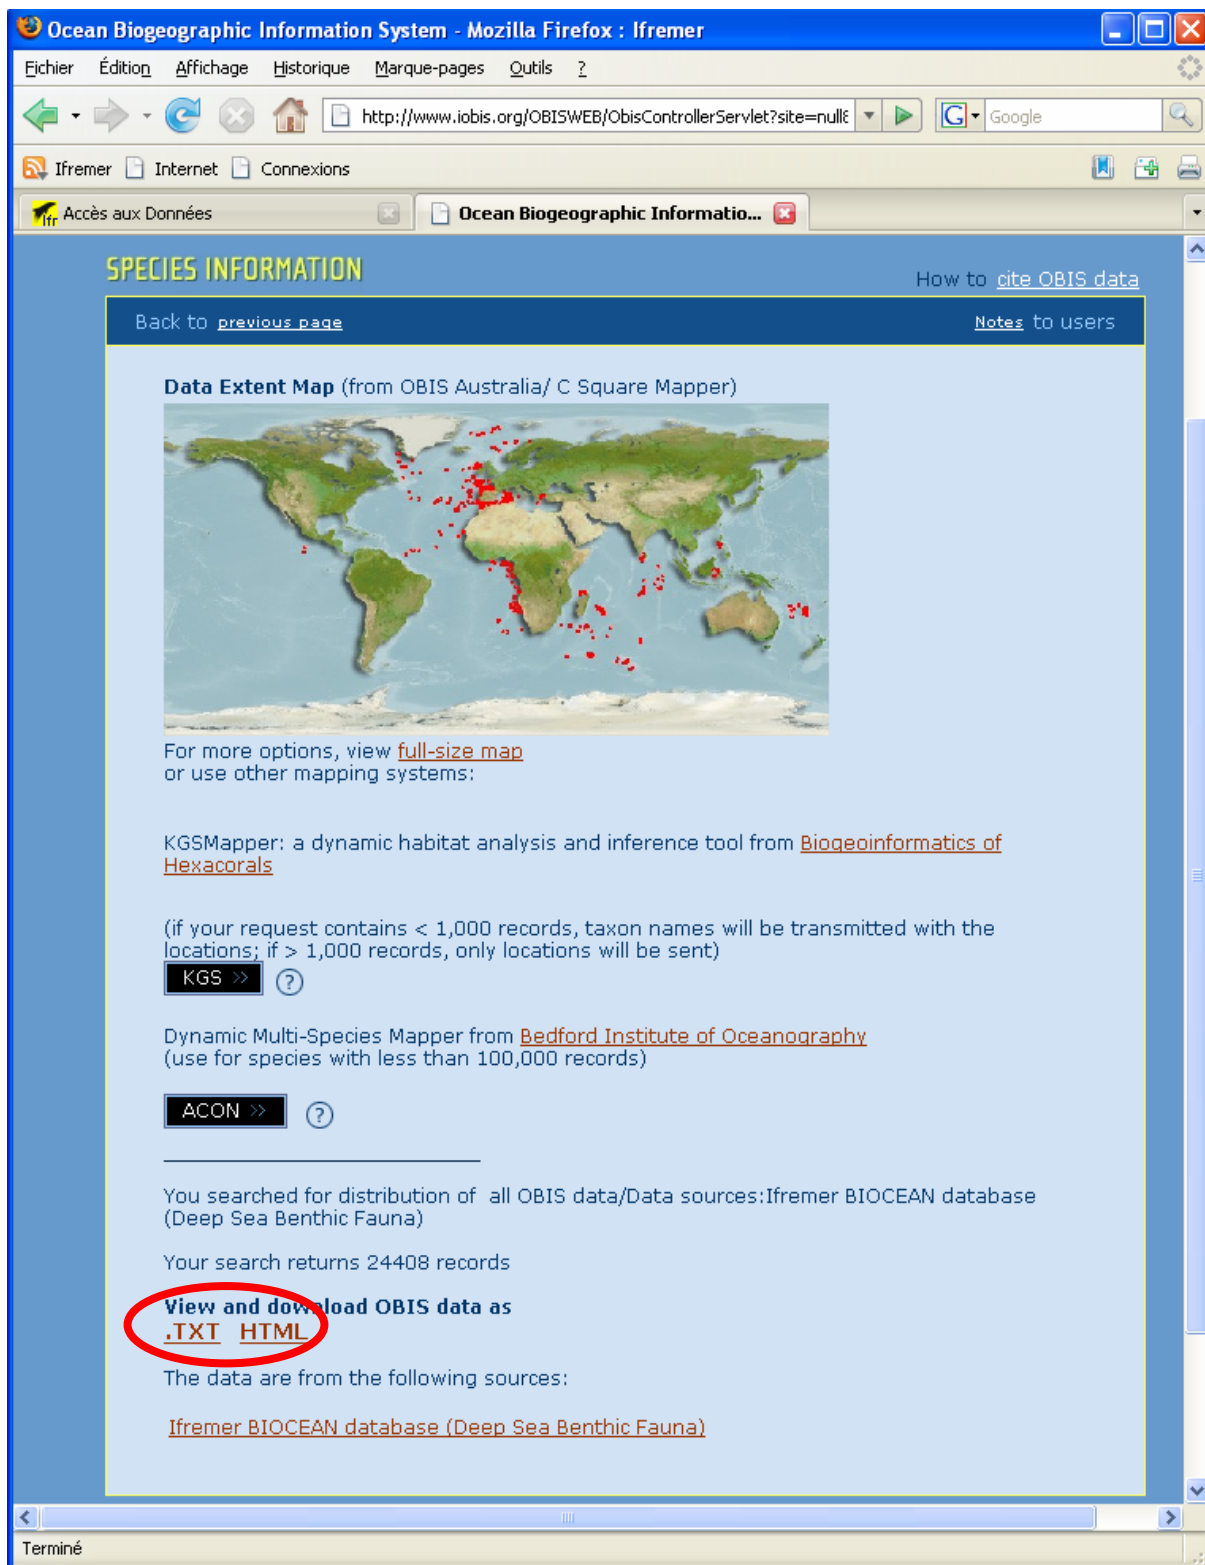 Ocean Biogeographic Information System - Mozilla Firefox : Ifremer
Fichier Édition Affichage Historique Marque-pages Outils ?
http://www.iobis.org/OBISWEB/ObisControllerServlet?site=null& G Google
Ifremer Internet Connexions
Ifr Accès aux Données Ocean Biogeographic Informatio...
SPECIES INFORMATION
How to cite OBIS data
Back to previous page Notes to users
Data Extent Map (from OBIS Australia/ C Square Mapper)
For more options, view full-size map
or use other mapping systems:
KGSMapper: a dynamic habitat analysis and inference tool from Biogeoinformatics of
Hexacorals
(if your request contains < 1,000 records, taxon names will be transmitted with the
locations; if > 1,000 records, only locations will be sent)
KGS >> ?
Dynamic Multi-Species Mapper from Bedford Institute of Oceanography
(use for species with less than 100,000 records)
ACON >> ?
You searched for distribution of all OBIS data/Data sources:Ifremer BIOCEAN database
(Deep Sea Benthic Fauna)
Your search returns 24408 records
View and download OBIS data as
.TXT HTML
The data are from the following sources:
Ifremer BIOCEAN database (Deep Sea Benthic Fauna)
Terminé